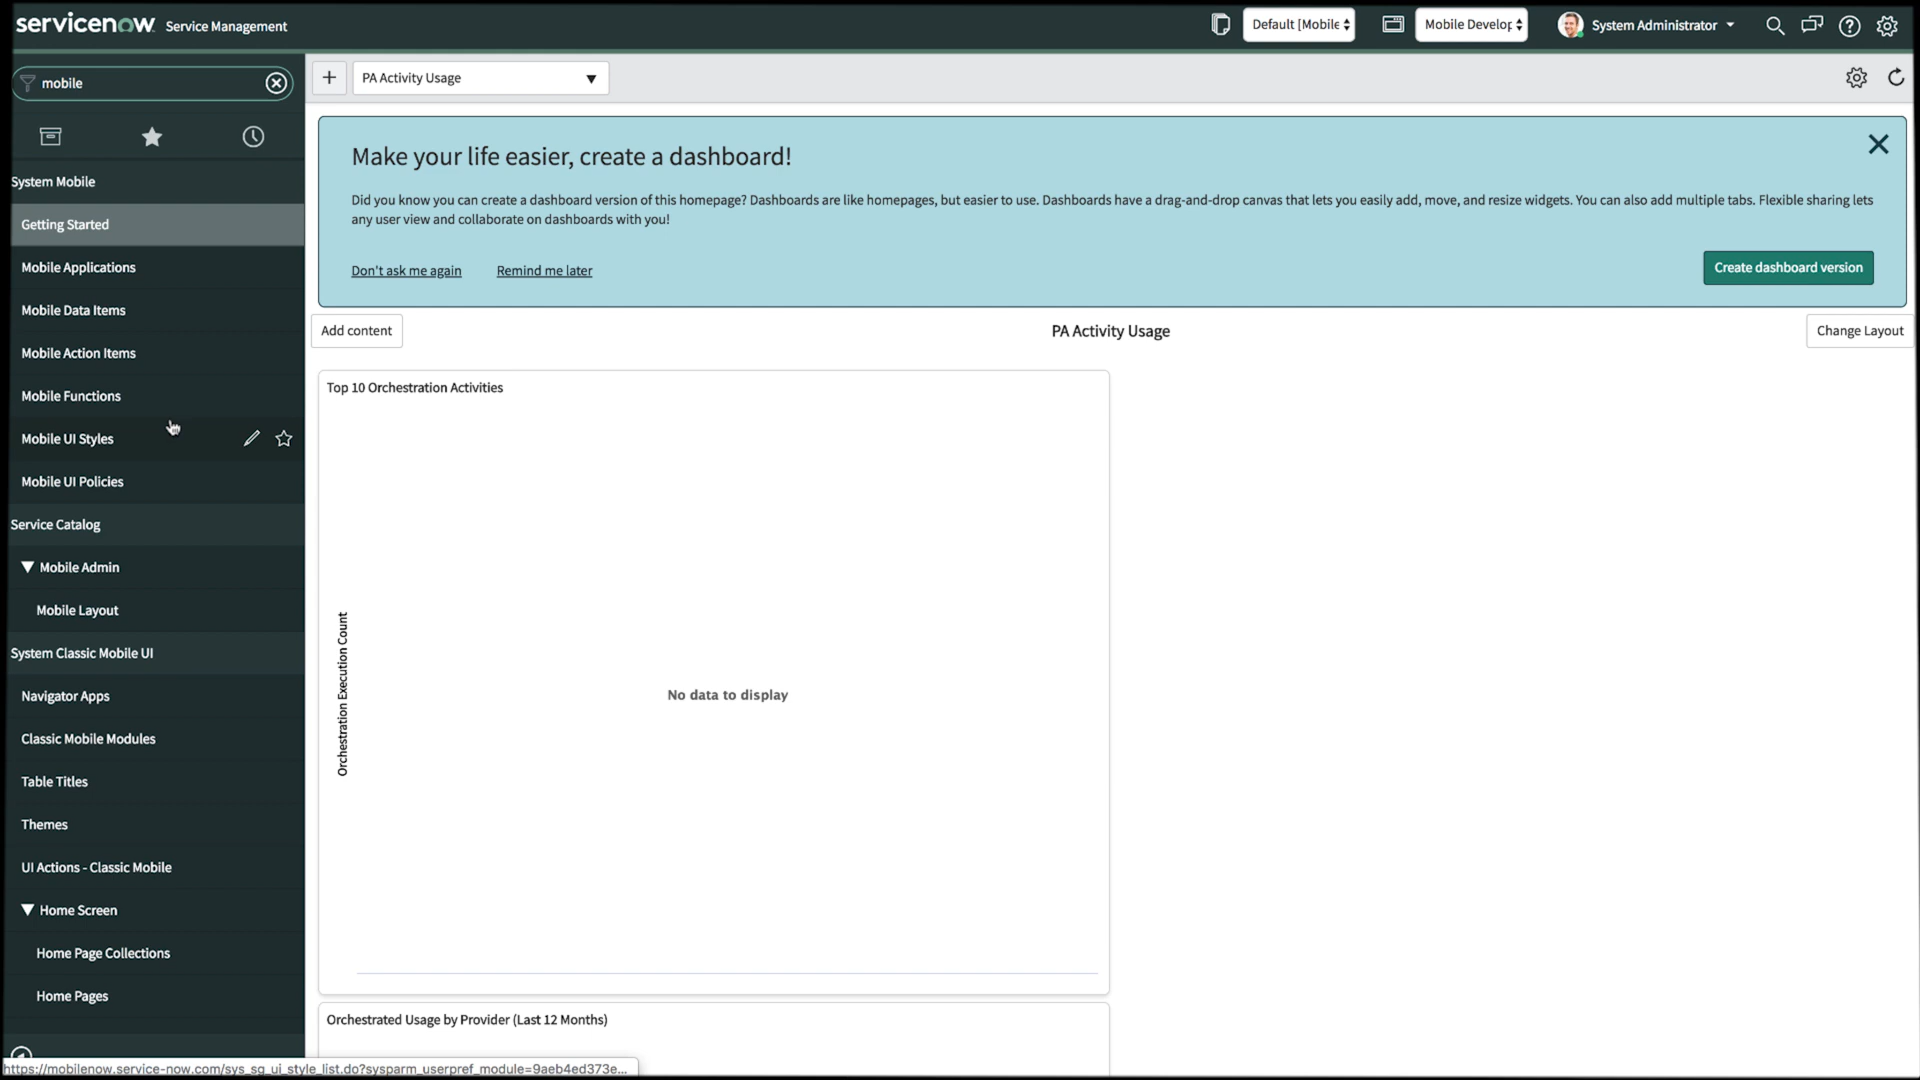 servicenow Service Management
Default [Mobile
Mobile Develop
System Administrator
mobile
PA Activity Usage
System Mobile
Getting Started
Mobile Applications
Mobile Data Items
Mobile Action Items
Mobile Functions
Mobile UI Styles
Mobile UI Policies
Service Catalog
Mobile Admin
Mobile Layout
System Classic Mobile UI
Navigator Apps
Classic Mobile Modules
Table Titles
Themes
UI Actions - Classic Mobile
Home Screen
Home Page Collections
Home Pages
Make your life easier, create a dashboard!
Did you know you can create a dashboard version of this homepage? Dashboards are like homepages, but easier to use. Dashboards have a drag-and-drop canvas that lets you easily add, move, and resize widgets. You can also add multiple tabs. Flexible sharing lets
any user view and collaborate on dashboards with you!
Don't ask me again
Remind me later
Create dashboard version
Add content
PA Activity Usage
Change Layout
Top 10 Orchestration Activities
Orchestration Execution Count
No data to display
Orchestrated Usage by Provider (Last 12 Months)
https://mobilenow.service-now.com/sys_sg_ui_style_list.do?sysparm_userpref_module=9aeb4ed373e...